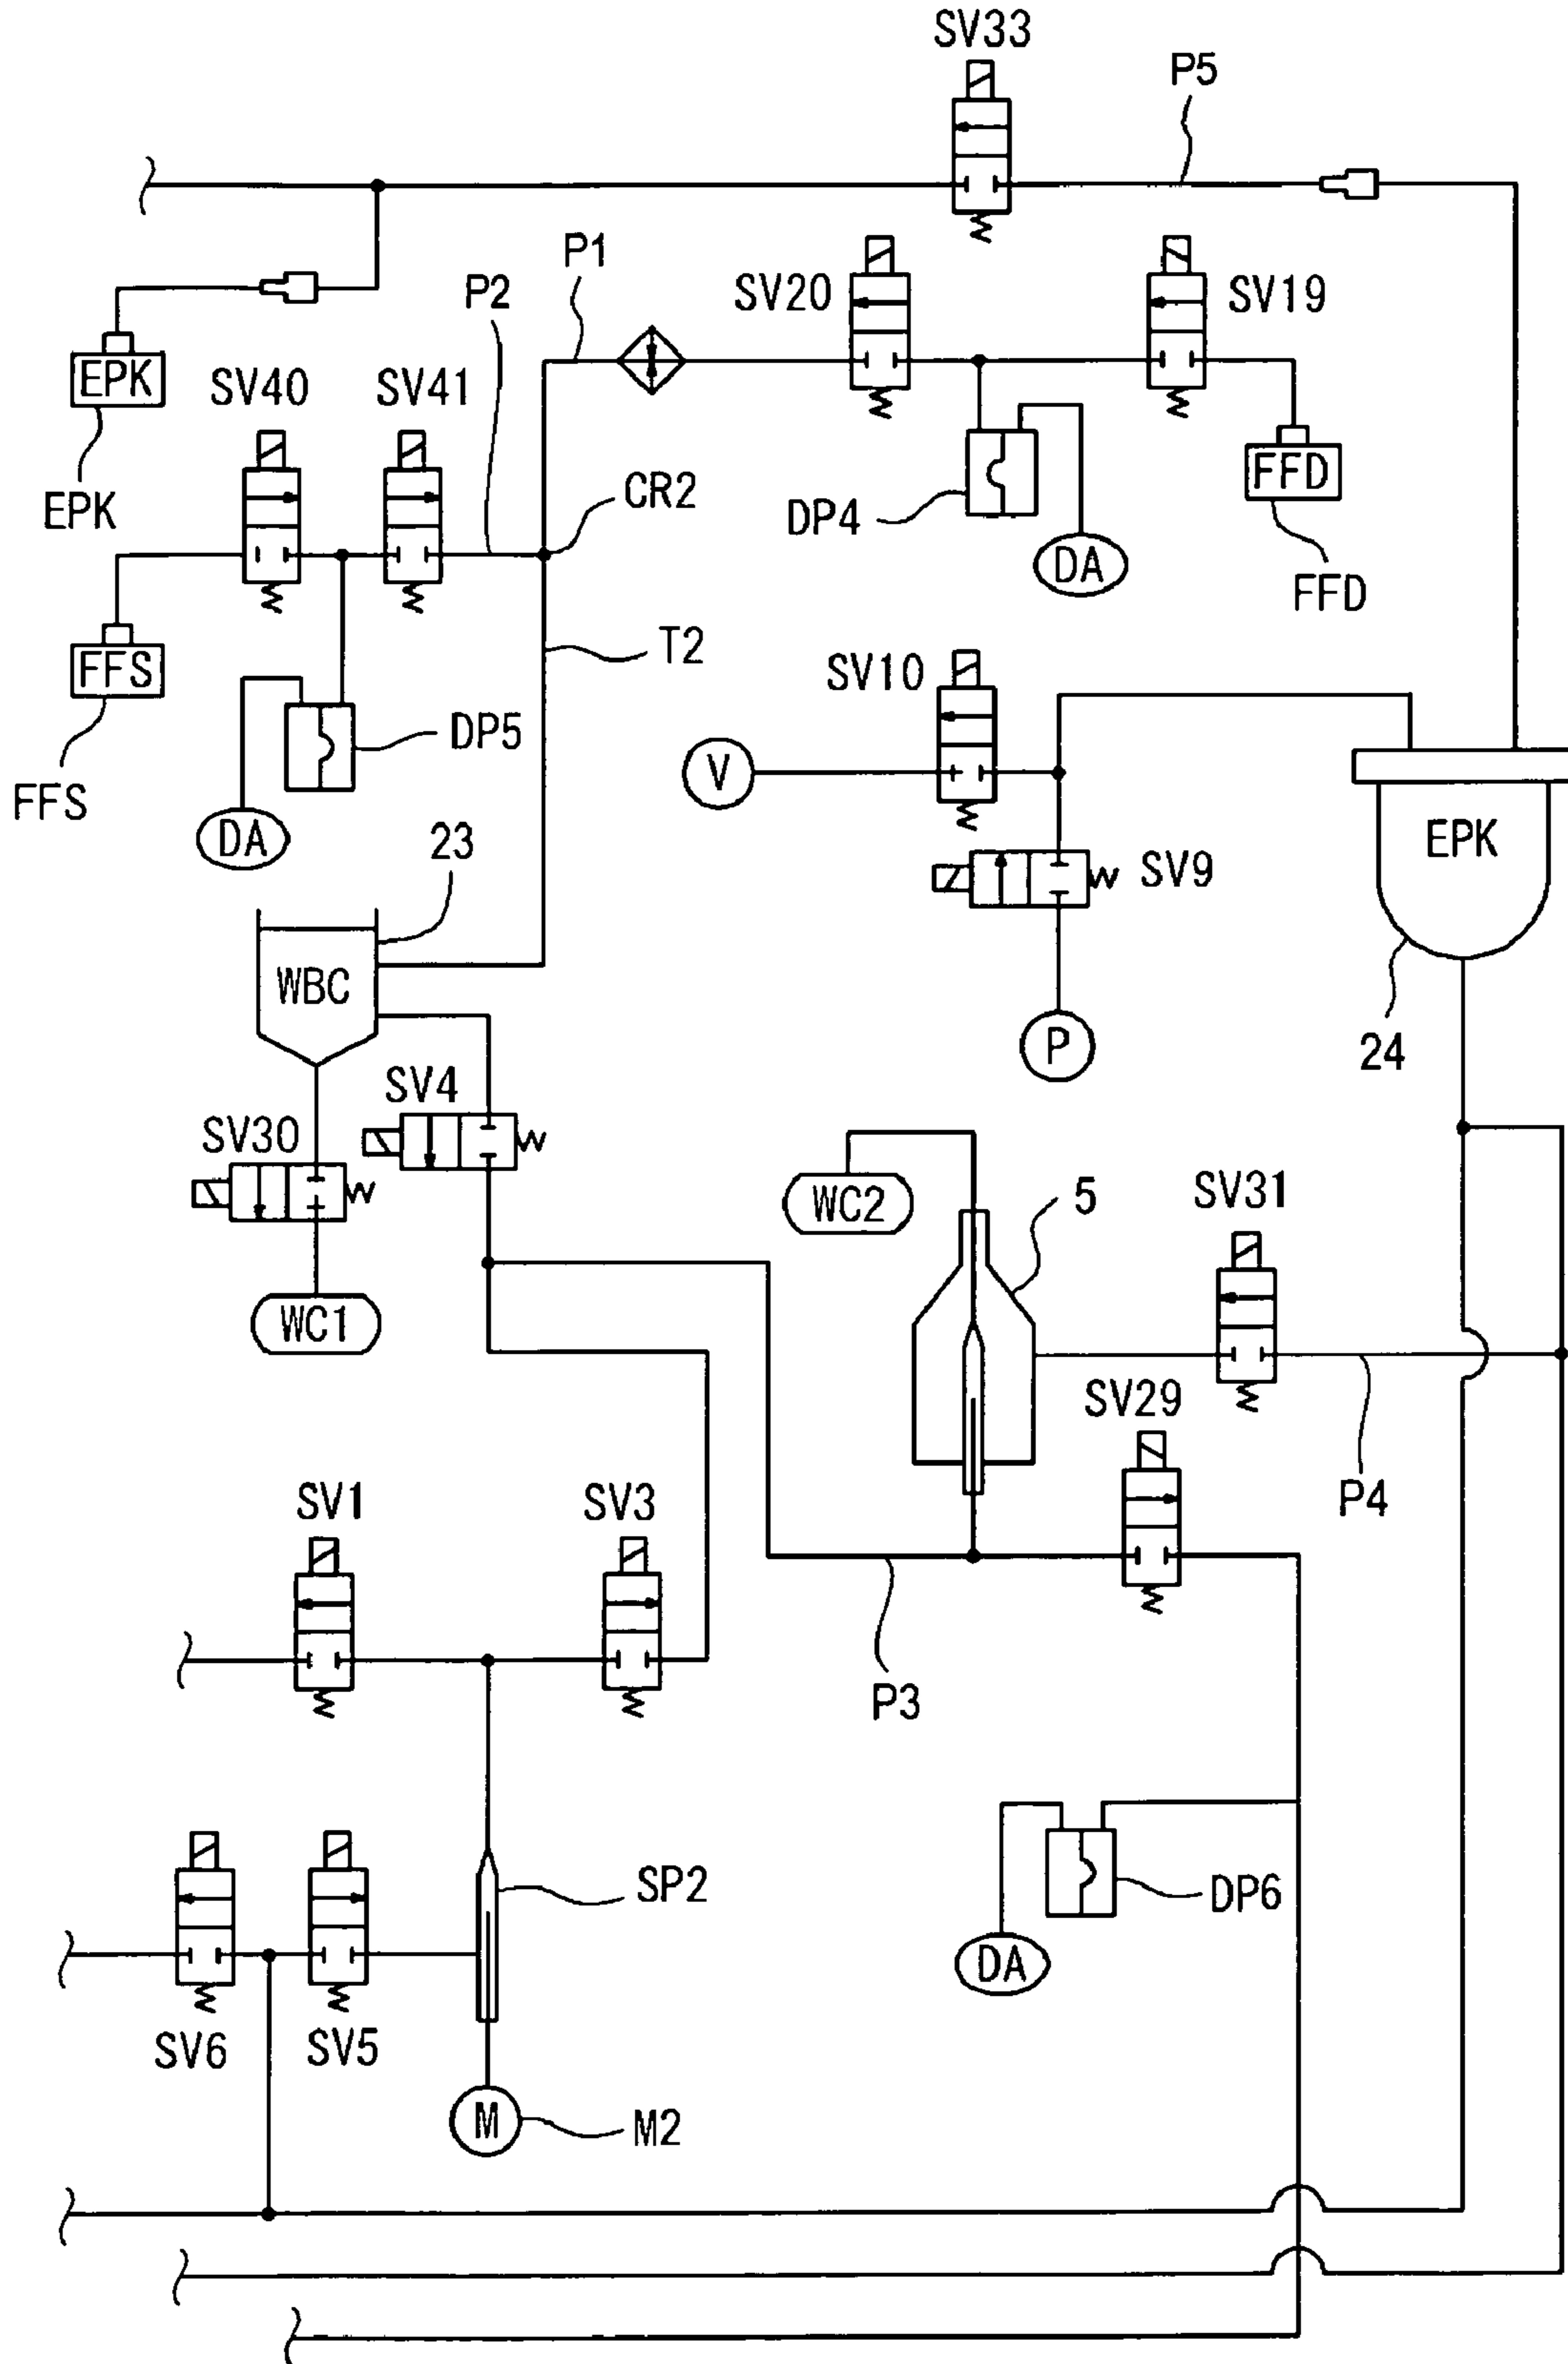 SV33
P5
P1
P2
SV20
SV19
EPK
SV40
SV41
EPK
CR2
DP4
FFD
DA
FFD
FFS
T2
SV10
DP5
FFS
V
DA
23
EPK
SV9
WBC
P
24
SV4
SV30
WC2
5
SV31
WC1
SV29
P4
SV1
SV3
P3
SP2
DP6
DA
SV6
SV5
M
M2